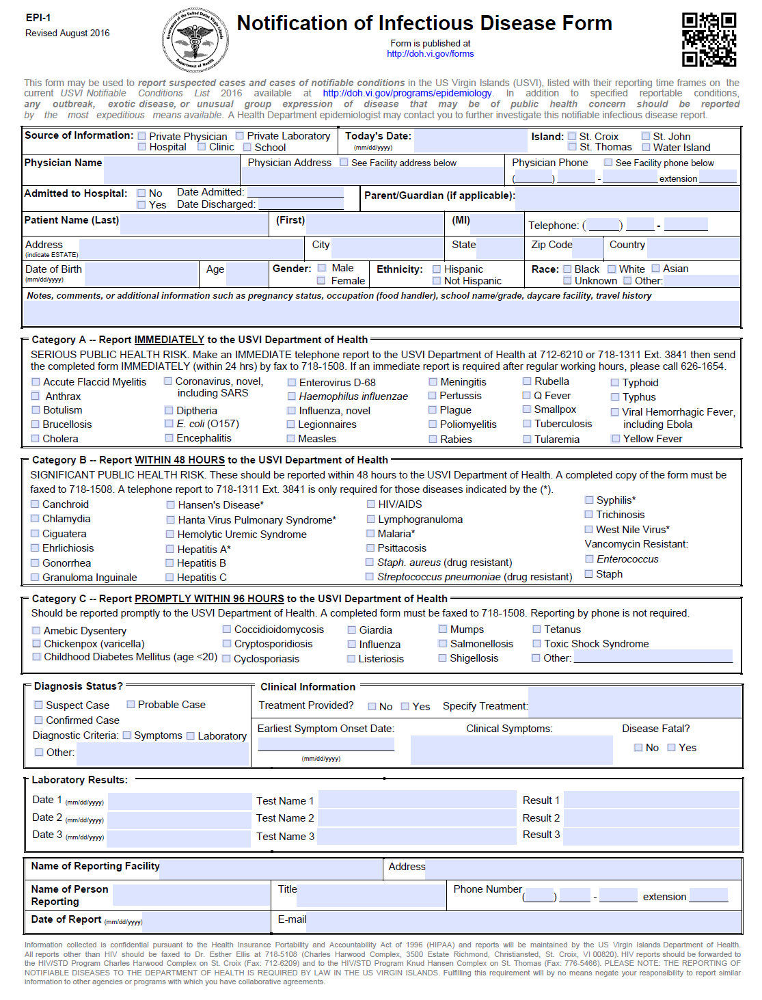 EPI-1
Revised August 2016
Government of the United States Virgin Islands
Department of Health
Notification of Infectious Disease Form
Form is published at
http://doh.vi.gov/forms
This form may be used to report suspected cases and cases of notifiable conditions in the US Virgin Islands (USVI), listed with their reporting time frames on the
current USVI Notifiable Conditions List 2016 available at http://doh.vi.gov/programs/epidemiology. In addition to specified reportable conditions,
any outbreak, exotic disease, or unusual group expression of disease that may be of public health concern should be reported
by the most expeditious means available. A Health Department epidemiologist may contact you to further investigate this notifiable infectious disease report.
Source of Information: Private Physician Private Laboratory Today's Date: Island: St. Croix St. John
Hospital Clinic School (mm/dd/yyyy) St. Thomas Water Island
Physician Name Physician Address See Facility address below Physician Phone See Facility phone below
( ) - extension
Admitted to Hospital: No Date Admitted: Parent/Guardian (if applicable):
Yes Date Discharged:
Patient Name (Last) (First) (MI) Telephone: ( ) -
Address City State Zip Code Country
(indicate ESTATE)
Date of Birth Age Gender: Male Ethnicity: Hispanic Race: Black White Asian
(mm/dd/yyyy) Female Not Hispanic Unknown Other:
Notes, comments, or additional information such as pregnancy status, occupation (food handler), school name/grade, daycare facility, travel history
Category A -- Report IMMEDIATELY to the USVI Department of Health
SERIOUS PUBLIC HEALTH RISK. Make an IMMEDIATE telephone report to the USVI Department of Health at 712-6210 or 718-1311 Ext. 3841 then send
the completed form IMMEDIATELY (within 24 hrs) by fax to 718-1508. If an immediate report is required after regular working hours, please call 626-1654.
Accute Flaccid Myelitis Coronavirus, novel, Enterovirus D-68 Meningitis Rubella Typhoid
Anthrax including SARS Haemophilus influenzae Pertussis Q Fever Typhus
Botulism Diptheria Influenza, novel Plague Smallpox Viral Hemorrhagic Fever,
Brucellosis E. coli (O157) Legionnaires Poliomyelitis Tuberculosis including Ebola
Cholera Encephalitis Measles Rabies Tularemia Yellow Fever
Category B -- Report WITHIN 48 HOURS to the USVI Department of Health
SIGNIFICANT PUBLIC HEALTH RISK. These should be reported within 48 hours to the USVI Department of Health. A completed copy of the form must be
faxed to 718-1508. A telephone report to 718-1311 Ext. 3841 is only required for those diseases indicated by the (*).
Canchroid Hansen's Disease* HIV/AIDS Syphilis*
Chlamydia Hanta Virus Pulmonary Syndrome* Lymphogranuloma Trichinosis
Ciguatera Hemolytic Uremic Syndrome Malaria* West Nile Virus*
Ehrlichiosis Hepatitis A* Psittacosis Vancomycin Resistant:
Gonorrhea Hepatitis B Staph. aureus (drug resistant) Enterococcus
Granuloma Inguinale Hepatitis C Streptococcus pneumoniae (drug resistant) Staph
Category C -- Report PROMPTLY WITHIN 96 HOURS to the USVI Department of Health
Should be reported promptly to the USVI Department of Health. A completed form must be faxed to 718-1508. Reporting by phone is not required.
Amebic Dysentery Coccidioidomycosis Giardia Mumps Tetanus
Chickenpox (varicella) Cryptosporidiosis Influenza Salmonellosis Toxic Shock Syndrome
Childhood Diabetes Mellitus (age <20) Cyclosporiasis Listeriosis Shigellosis Other:
Diagnosis Status? Clinical Information
Suspect Case Probable Case Treatment Provided? No Yes Specify Treatment:
Confirmed Case
Diagnostic Criteria: Symptoms Laboratory Earliest Symptom Onset Date: Clinical Symptoms: Disease Fatal?
Other: (mm/dd/yyyy) No Yes
Laboratory Results:
Date 1 (mm/dd/yyyy) Test Name 1 Result 1
Date 2 (mm/dd/yyyy) Test Name 2 Result 2
Date 3 (mm/dd/yyyy) Test Name 3 Result 3
Name of Reporting Facility Address
Name of Person Title Phone Number ( ) - extension
Reporting
Date of Report (mm/dd/yyyy) E-mail
Information collected is confidential pursuant to the Health Insurance Portability and Accountability Act of 1996 (HIPAA) and reports will be maintained by the US Virgin Islands Department of Health.
All reports other than HIV should be faxed to Dr. Esther Ellis at 718-5108 (Charles Harwood Complex, 3500 Estate Richmond, Christiansted, St. Croix, VI 00820). HIV reports should be forwarded to
the HIV/STD Program Charles Harwood Complex on St. Croix (Fax: 712-6209) and to the HIV/STD Program Knud Hansen Complex on St. Thomas (Fax: 776-5466). PLEASE NOTE: THE REPORTING OF
NOTIFIABLE DISEASES TO THE DEPARTMENT OF HEALTH IS REQUIRED BY LAW IN THE US VIRGIN ISLANDS. Fulfilling this requirement will by no means negate your responsibility to report similar
information to other agencies or programs with which you have collaborative agreements.